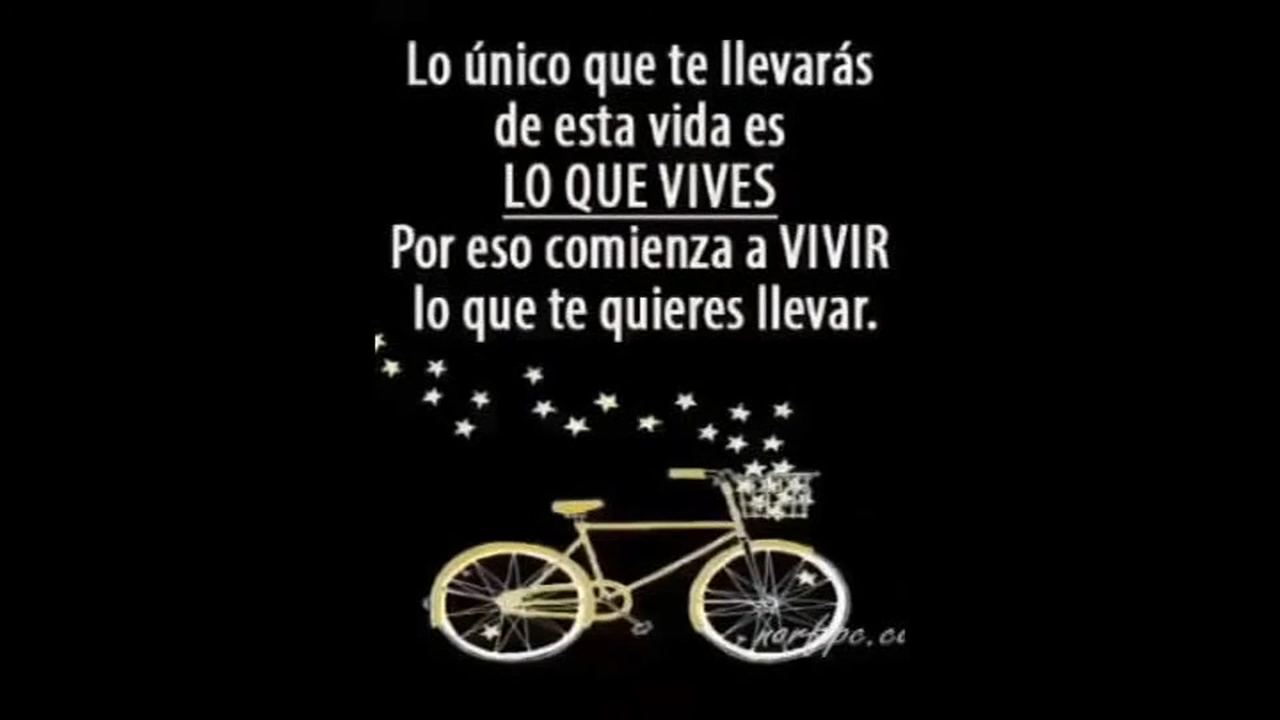 Lo único que te llevarás
de esta vida es
LO QUE VIVES
Por eso comienza a VIVIR
lo que te quieres llevar.